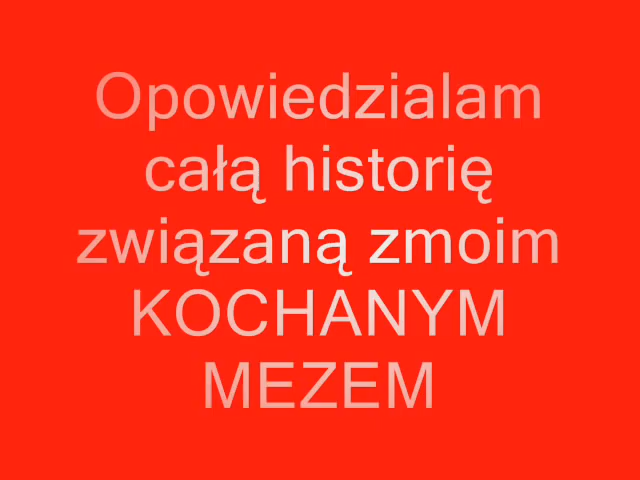 Opowiedzialam
całą historię
związaną zmoim
KOCHANYM
MEZEM